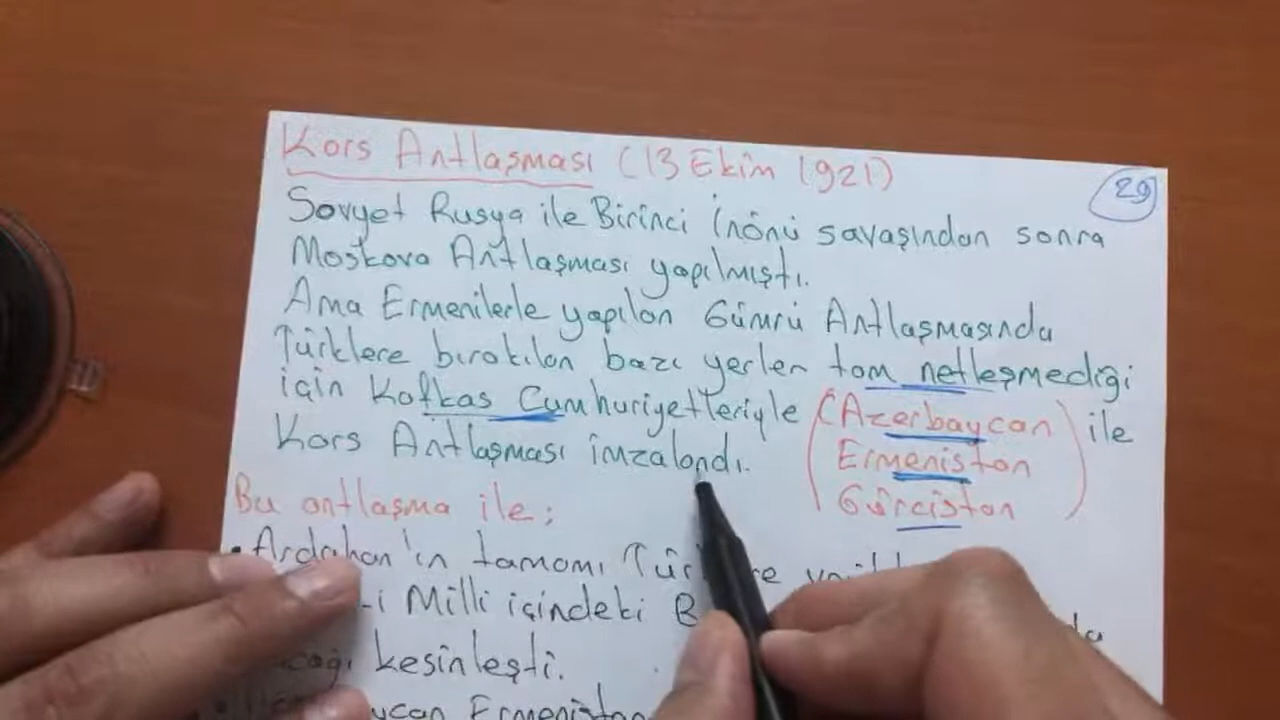 Kars Antlaşması (13 Ekim 1921)
29
Sovyet Rusya ile Birinci İnönü savaşından sonra
Moskova Antlaşması yapılmıştı.
Ama Ermenilerle yapılan Gümrü Antlaşmasında
Türklere bırakılan bazı yerler tam netleşmediği
için Kafkas Cumhuriyetleriyle (Azerbaycan Ermenistan Gürcistan) ile
Kars Antlaşması imzalandı.
Bu antlaşma ile;
• Ardahan'ın tamamı
-i Milli içindeki
kesinleşti.
Ermenistan